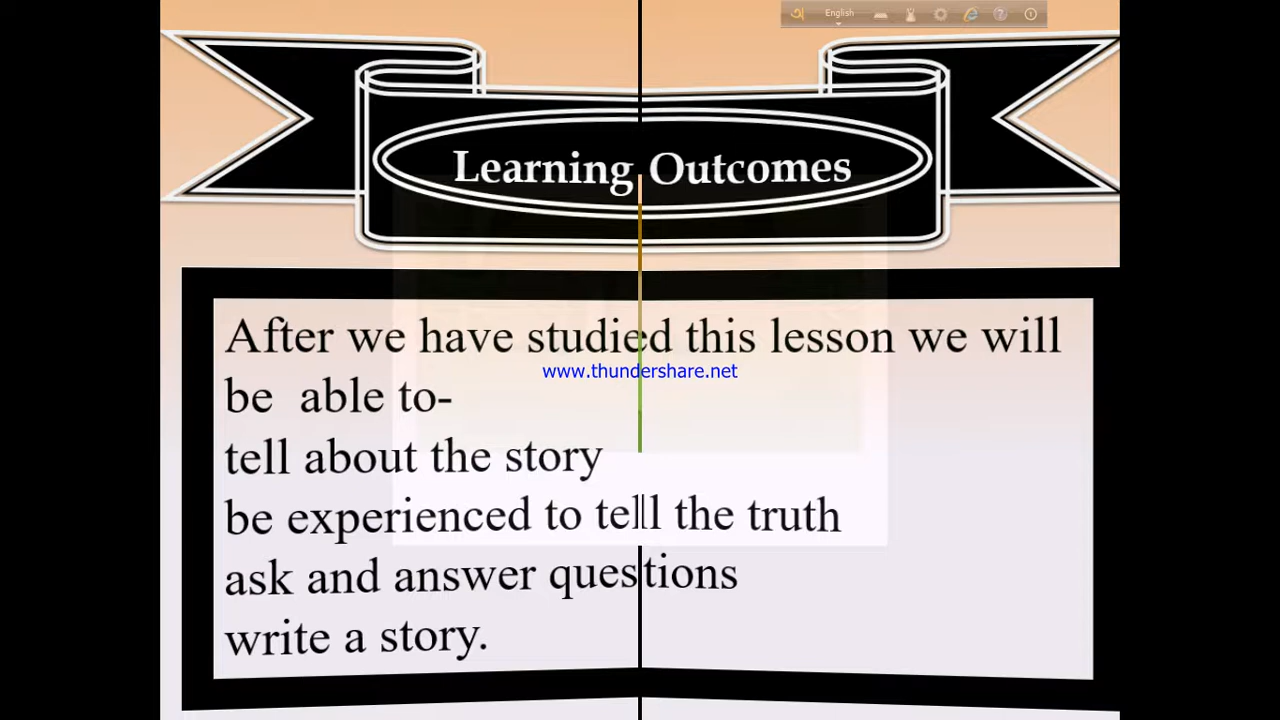 অ English
Learning Outcomes
After we have studied this lesson we will
www.thundershare.net
be able to-
tell about the story
be experienced to tell the truth
ask and answer questions
write a story.